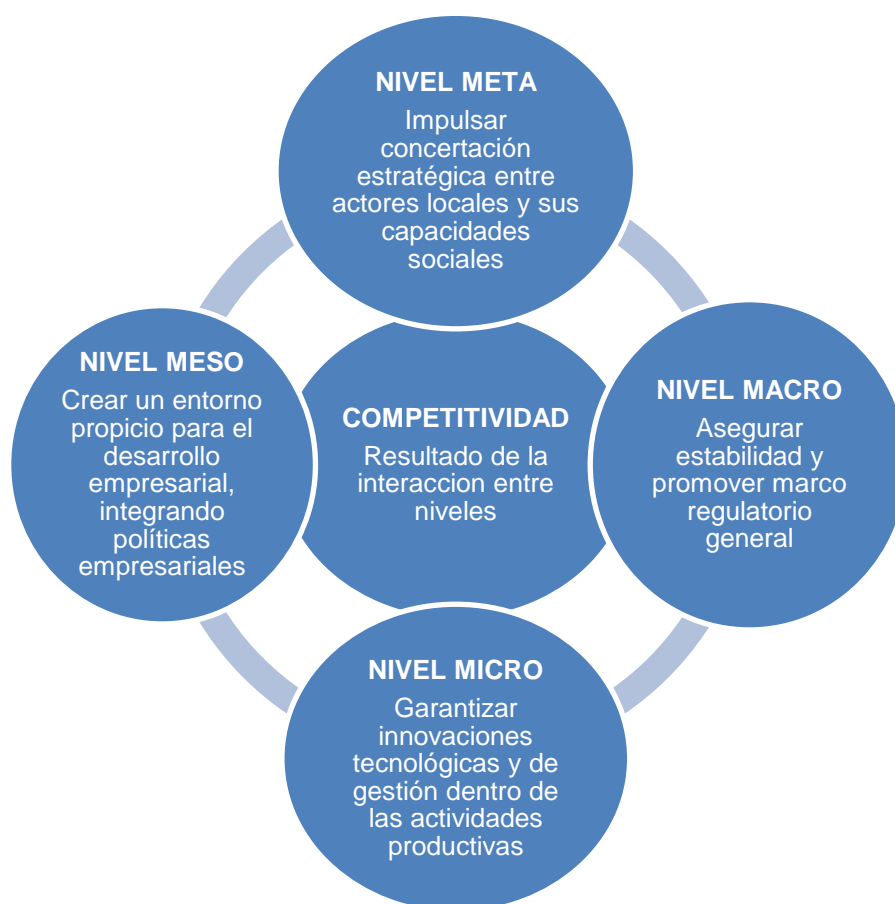 NIVEL META
Impulsar
concertación
estratégica entre
actores locales y sus
capacidades
sociales
NIVEL MESO
Crear un entorno
propicio para el
desarrollo
empresarial,
integrando
políticas
empresariales
COMPETITIVIDAD
Resultado de la
interaccion entre
niveles
NIVEL MACRO
Asegurar
estabilidad y
promover marco
regulatorio
general
NIVEL MICRO
Garantizar
innovaciones
tecnológicas y de
gestión dentro de
las actividades
productivas